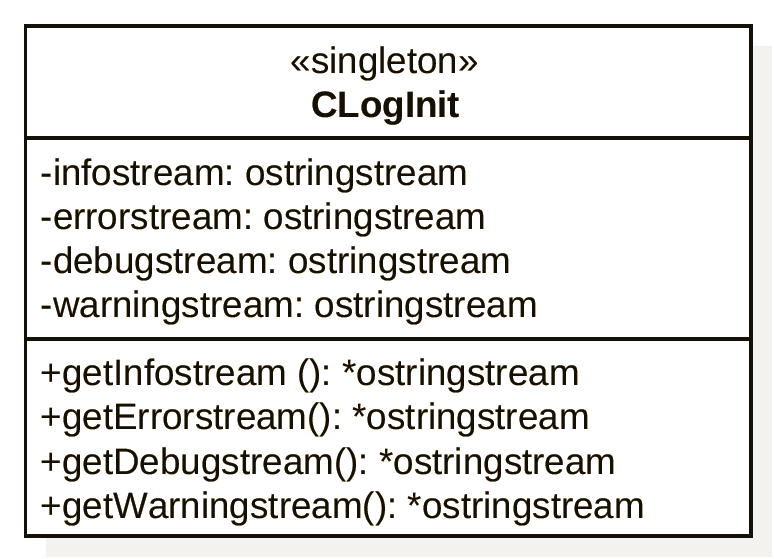 «singleton»
CLogInit
-infostream: ostringstream
-errorstream: ostringstream
-debugstream: ostringstream
-warningstream: ostringstream
+getInfostream (): *ostringstream
+getErrorstream(): *ostringstream
+getDebugstream(): *ostringstream
+getWarningstream(): *ostringstream